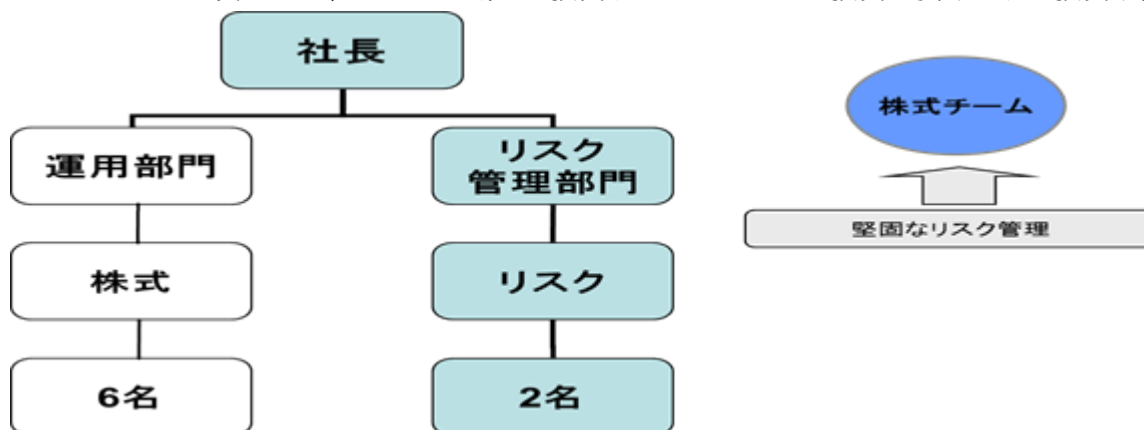 社長
運用部門
リスク
管理部門
株式
リスク
6名
2名
株式チーム
堅固なリスク管理